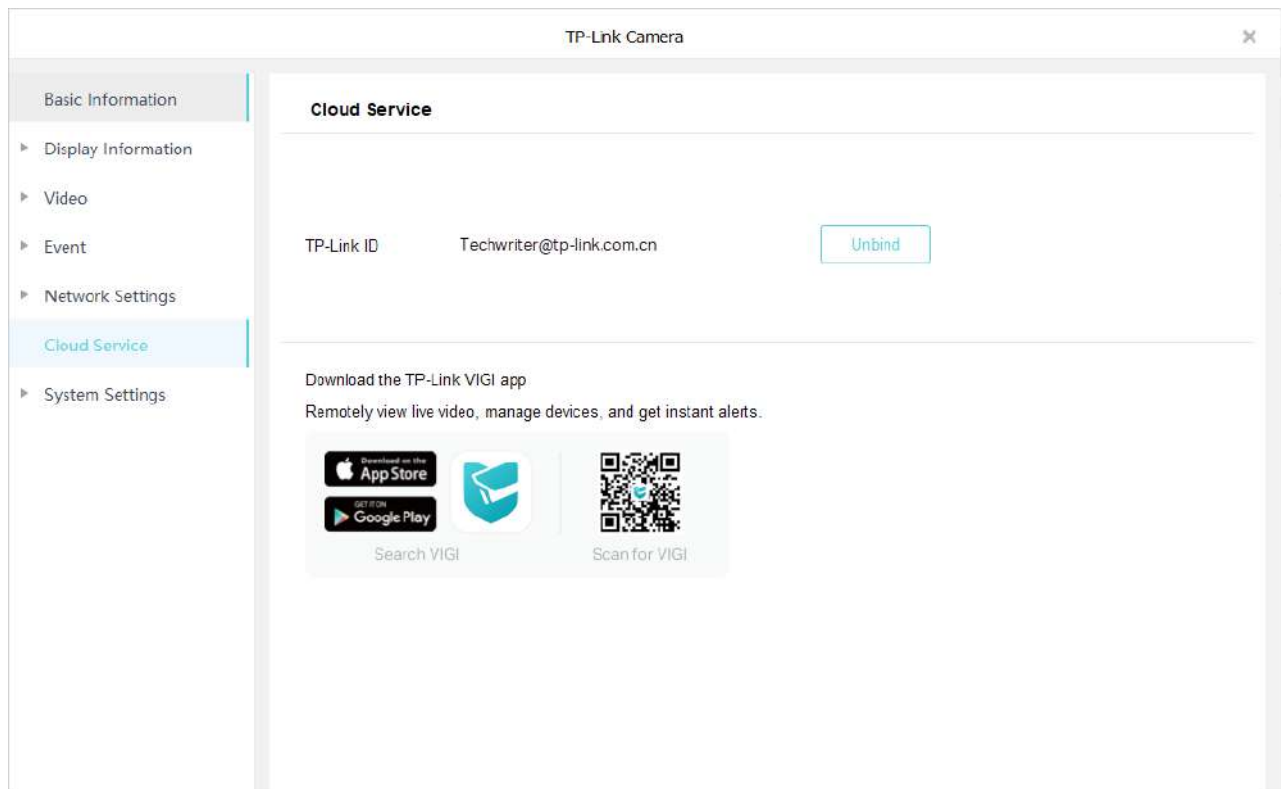 TP-Link Camera
Basic Information
Display Information
Video
Event
Network Settings
Cloud Service
System Settings
Cloud Service
TP-Link ID Techwriter@tp-link.com.cn Unbind
Download the TP-Link VIGI app
Remotely view live video, manage devices, and get instant alerts.
Download on the
App Store
GET IT ON
Google Play
Search VIGI
Scan for VIGI